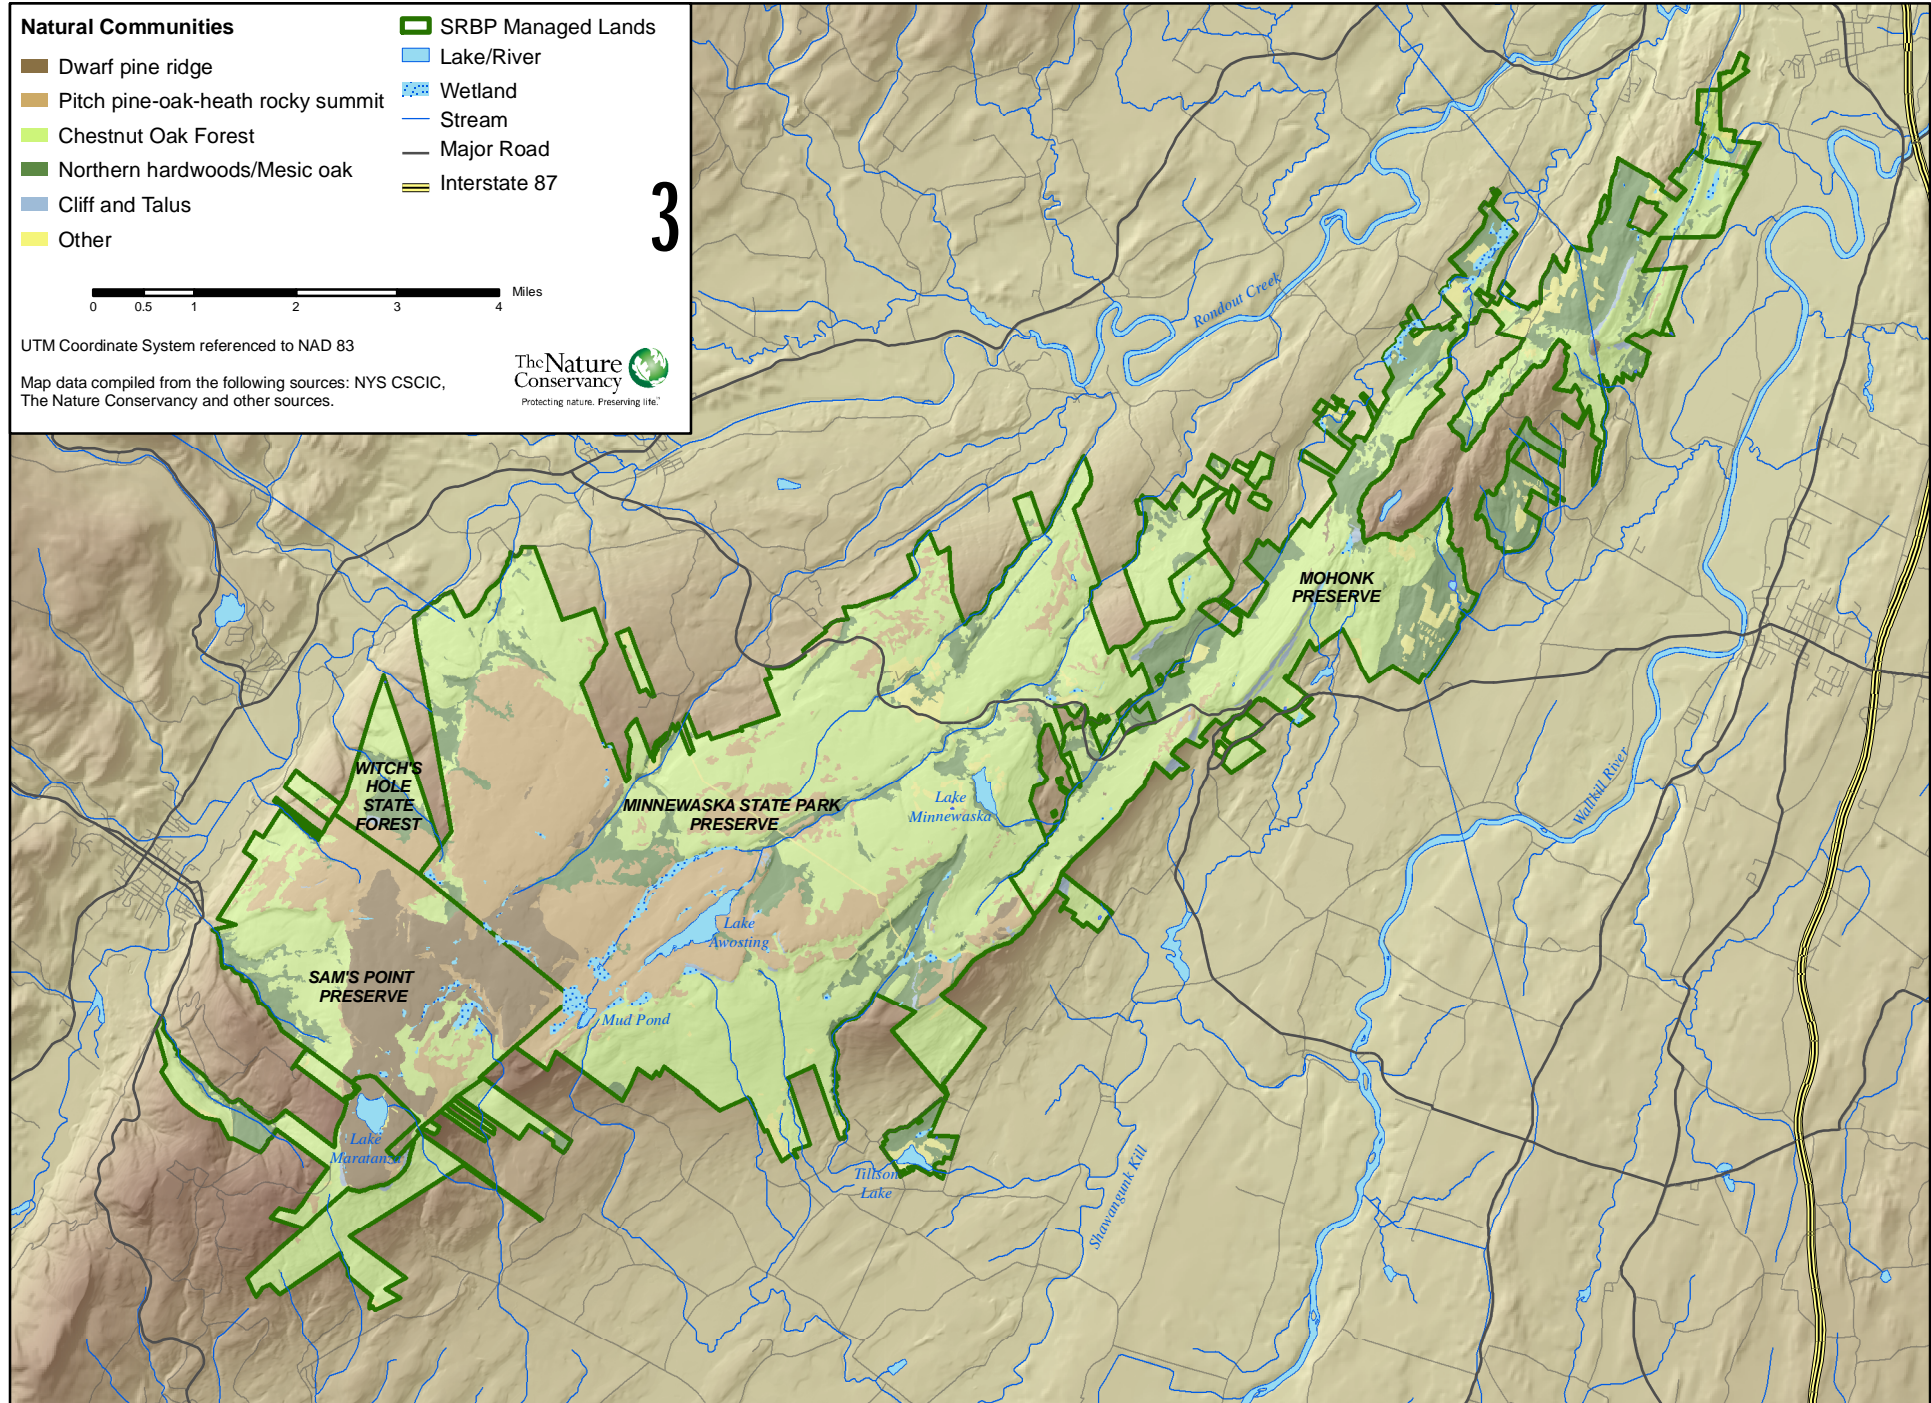 Natural Communities
Dwarf pine ridge
Pitch pine-oak-heath rocky summit
Chestnut Oak Forest
Northern hardwoods/Mesic oak
Cliff and Talus
Other
SRBP Managed Lands
Lake/River
Wetland
Stream
Major Road
Interstate 87
3
Miles
0 0.5 1 2 3 4
UTM Coordinate System referenced to NAD 83
Map data compiled from the following sources: NYS CSCIC,
The Nature Conservancy and other sources.
The Nature
Conservancy
Protecting nature. Preserving life.™
Rondout Creek
MOHONK
PRESERVE
WITCH'S
HOLE
STATE
FOREST
MINNEWASKA STATE PARK
PRESERVE
Lake
Minnewaska
Wallkill River
Lake
Awosting
SAM'S POINT
PRESERVE
Mud Pond
Lake
Maratanza
Tillson
Lake
Shawangunk Kill